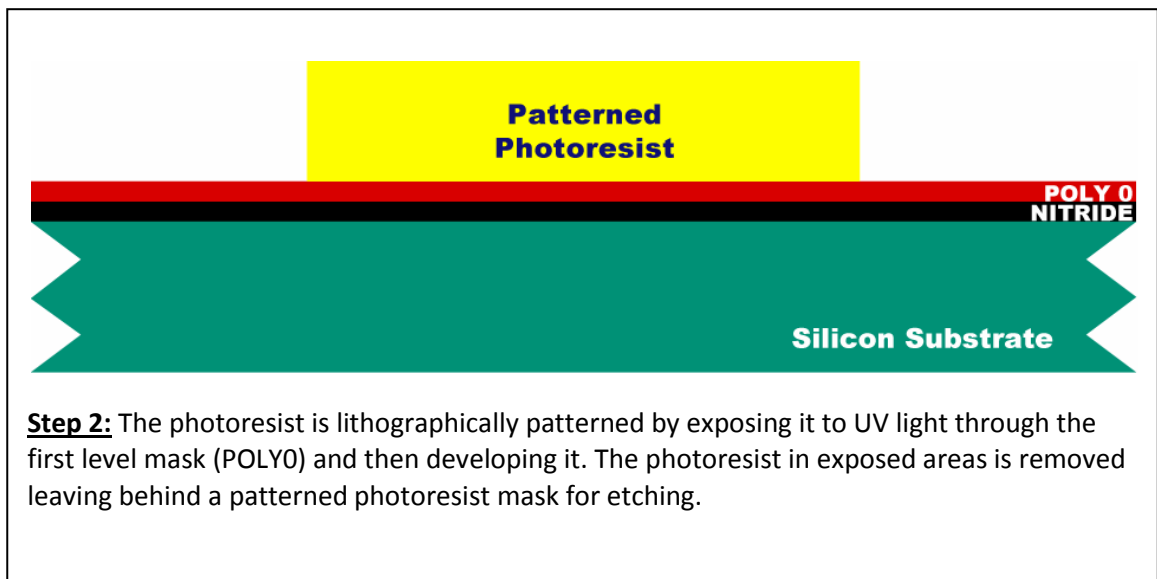 Patterned
Photoresist
POLY 0
NITRIDE
Silicon Substrate
Step 2: The photoresist is lithographically patterned by exposing it to UV light through the
first level mask (POLY0) and then developing it. The photoresist in exposed areas is removed
leaving behind a patterned photoresist mask for etching.